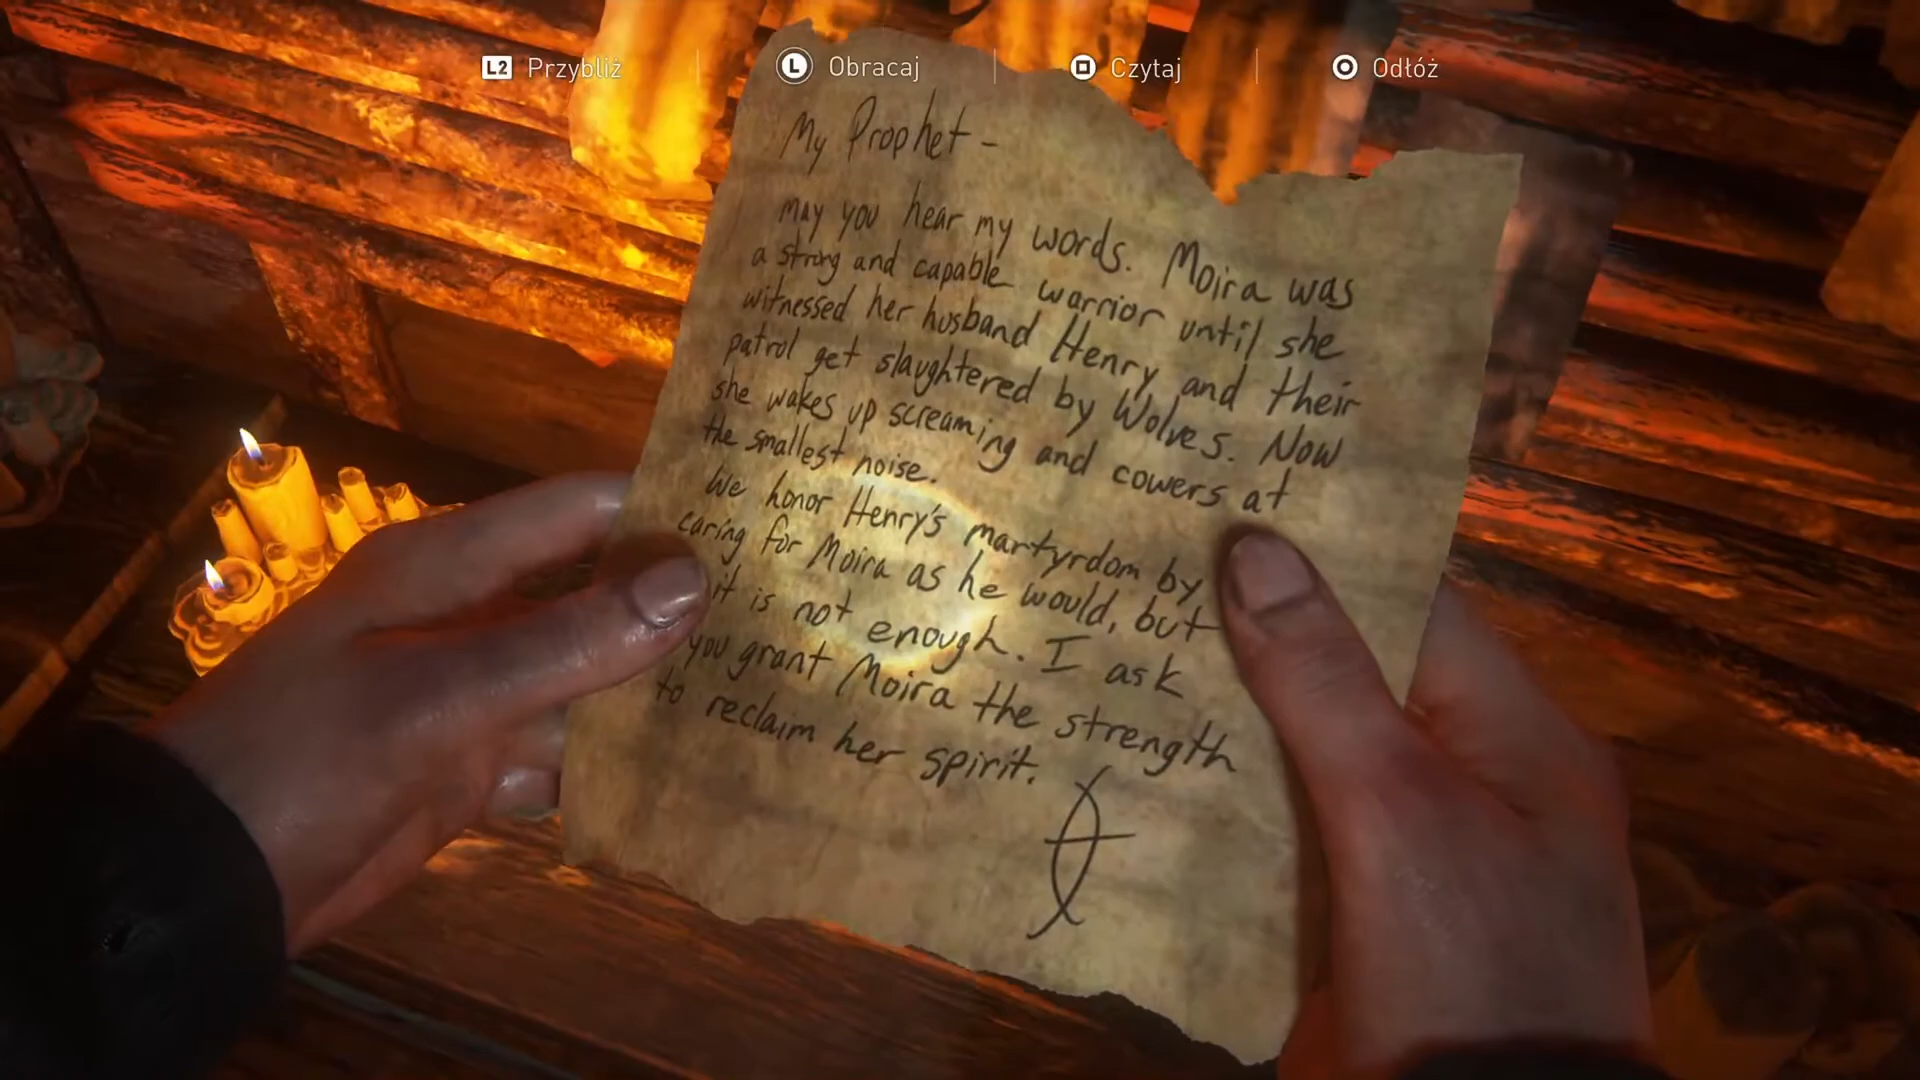 L2 Przybliż L Obracaj Czytaj Odłóż
My Prophet -
May you hear my words. Moira was
a strong and capable warrior until she
witnessed her husband Henry and their
patrol get slaughtered by Wolves. Now
she wakes up screaming and cowers at
the smallest noise.
We honor Henry's martyrdom by
caring for Moira as he would, but
it is not enough. I ask
you grant Moira the strength
to reclaim her spirit.